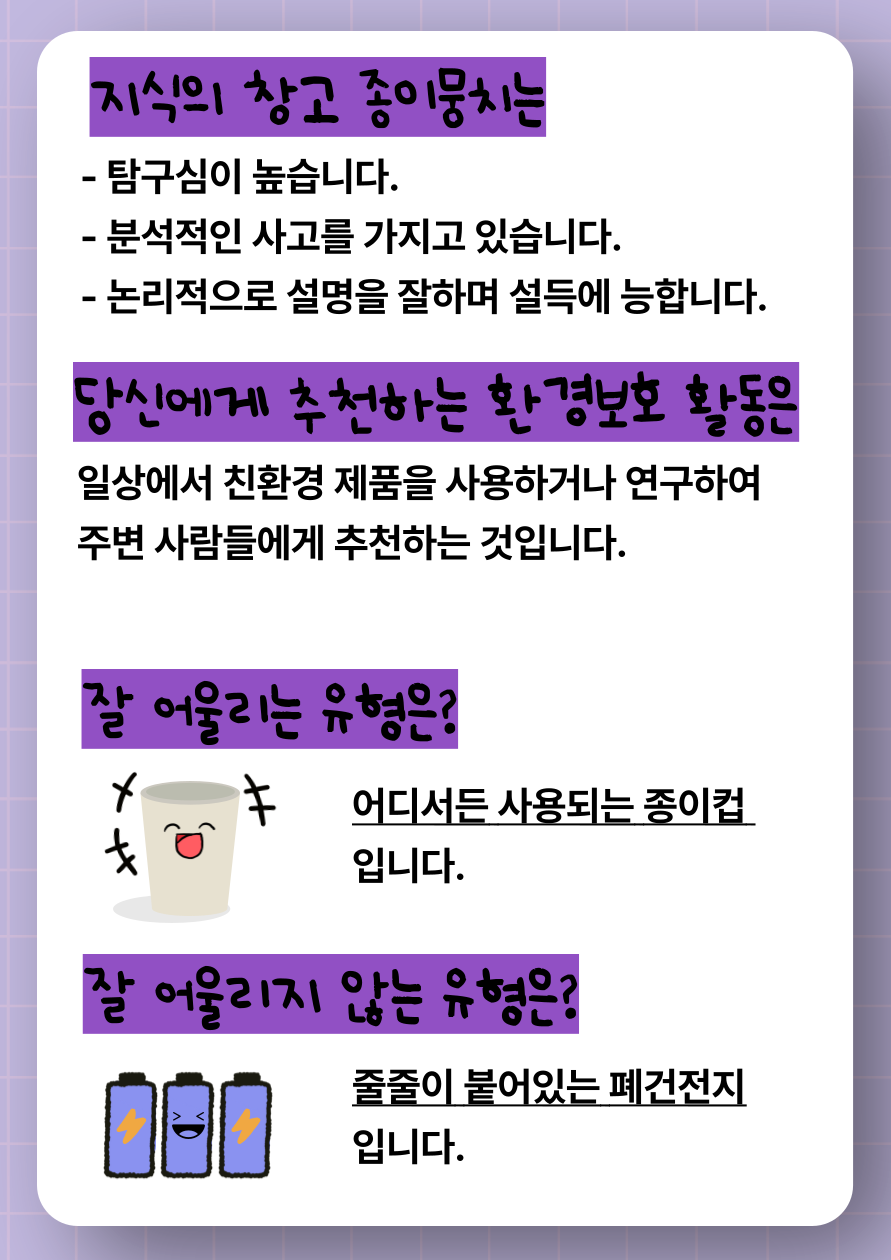 지식의 창고 종이뭉치는
- 탐구심이 높습니다.
- 분석적인 사고를 가지고 있습니다.
- 논리적으로 설명을 잘하며 설득에 능합니다.
당신에게 추천하는 환경보호 활동은
일상에서 친환경 제품을 사용하거나 연구하여
주변 사람들에게 추천하는 것입니다.
잘 어울리는 유형은?
어디서든 사용되는 종이컵
입니다.
잘 어울리지 않는 유형은?
줄줄이 붙어있는 폐건전지
입니다.